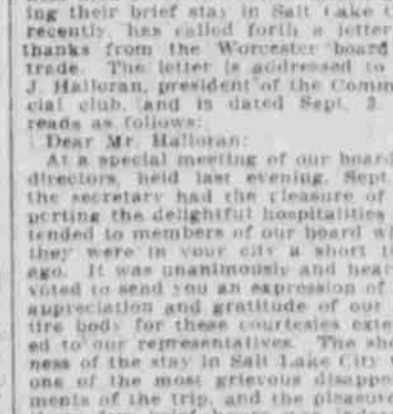 ing their brief stay in Salt Lake C
recently, has called forth a letter
thanks from the Worcester board
trade. The letter is addressed to
J. Halloran, president of the Comm
cial club, and is dated Sept. 3.
reads as follows:
Dear Mr. Halloran:
At a special meeting of our board
directors, held last evening, Sept
the secretary had the pleasure of
porting the delightful hospitalities
tended to members of our board w
they were in your city a short t
ago. It was unanimously and hear
voted to send you an expression of
appreciation and gratitude of our
tire body for these courtesies exte
ed to our representatives. The sho
ness of the stay in Salt Lake City
one of the most grievous disappo
ments of the trip, and the pleasure